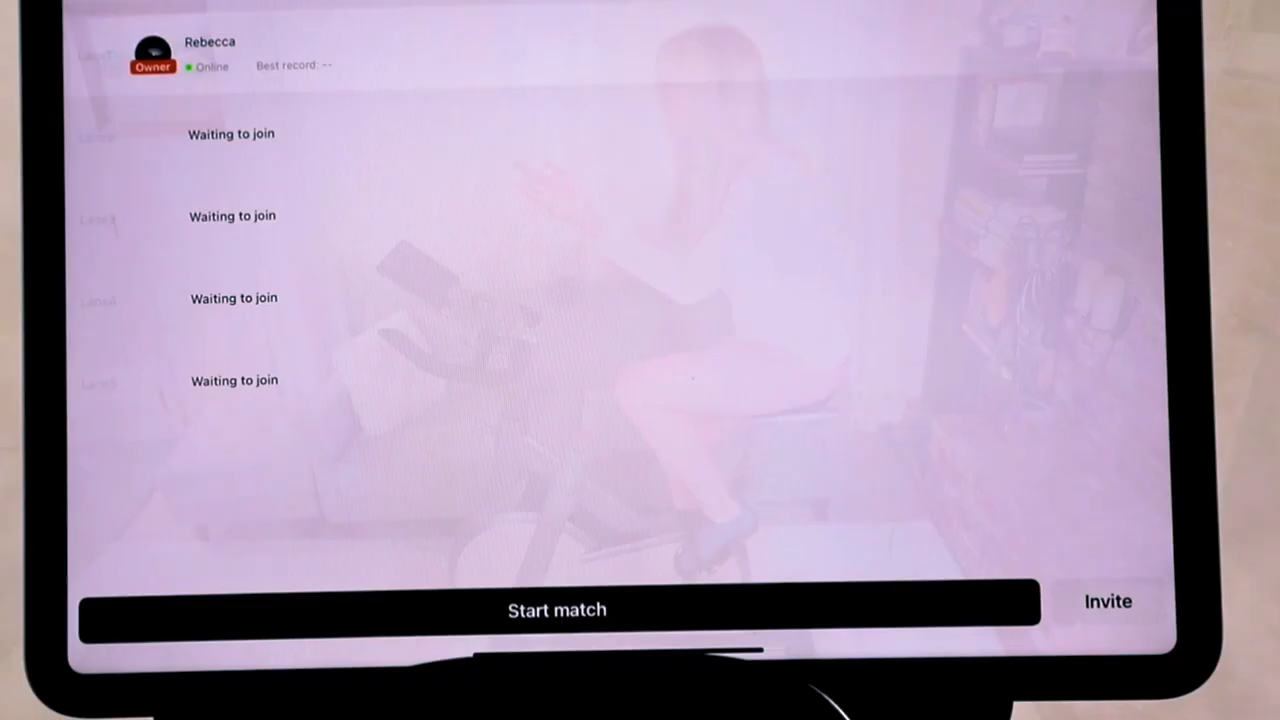 Rebecca
Owner
Online
Best record: --
Waiting to join
Waiting to join
Waiting to join
Waiting to join
Start match
Invite